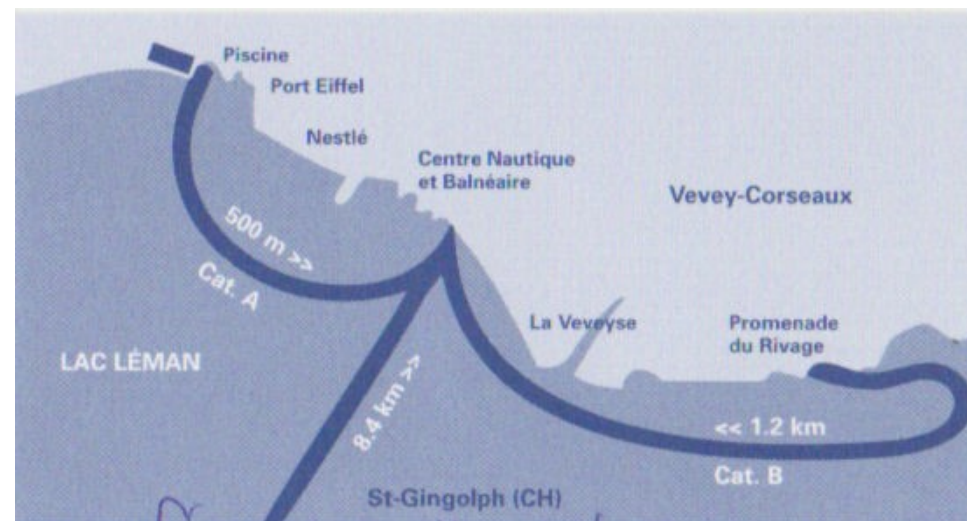 Piscine
Port Eiffel
Nestlé
Centre Nautique
et Balnéaire
Vevey-Corseaux
500 m >>
Cat. A
La Veveyse
Promenade
du Rivage
LAC LÉMAN
8.4 km >>
<< 1.2 km
Cat. B
St-Gingolph (CH)